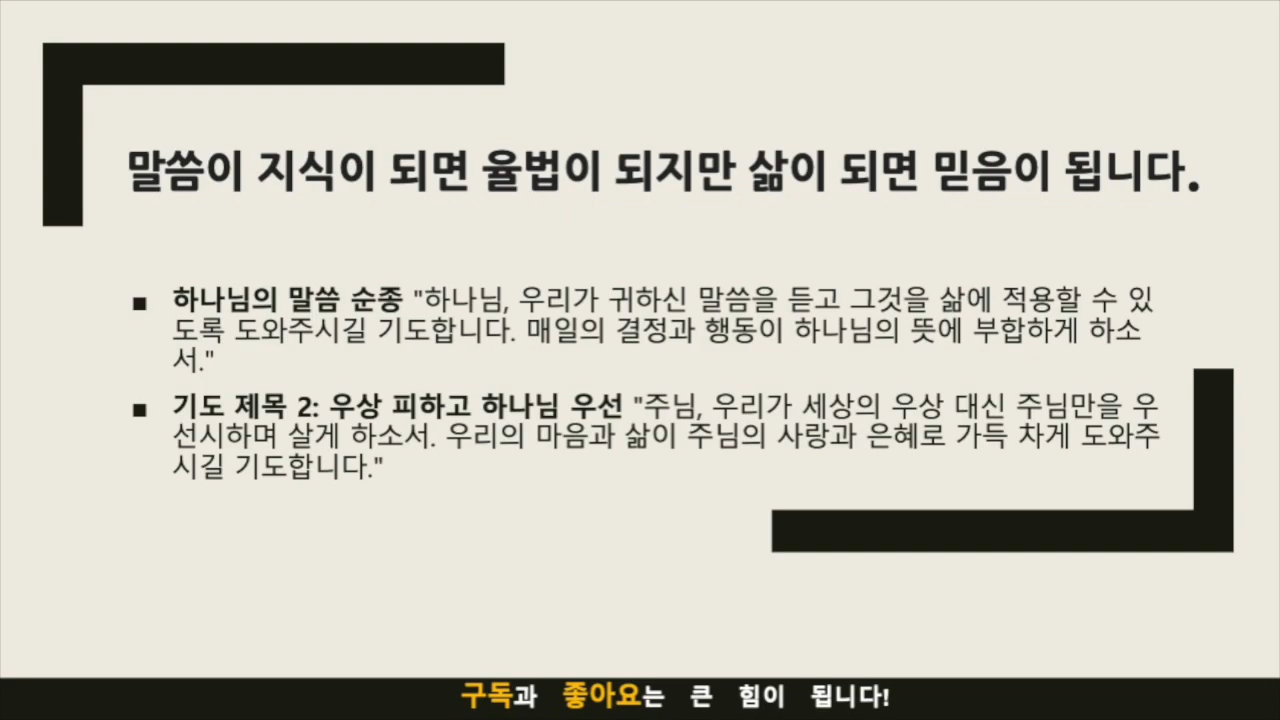 말씀이 지식이 되면 율법이 되지만 삶이 되면 믿음이 됩니다.
■ 하나님의 말씀 순종 "하나님, 우리가 귀하신 말씀을 듣고 그것을 삶에 적용할 수 있
도록 도와주시길 기도합니다. 매일의 결정과 행동이 하나님의 뜻에 부합하게 하소
서."
■ 기도 제목 2: 우상 피하고 하나님 우선 "주님, 우리가 세상의 우상 대신 주님만을 우
선시하며 살게 하소서. 우리의 마음과 삶이 주님의 사랑과 은혜로 가득 차게 도와주
시길 기도합니다."
구독과 좋아요는 큰 힘이 됩니다!